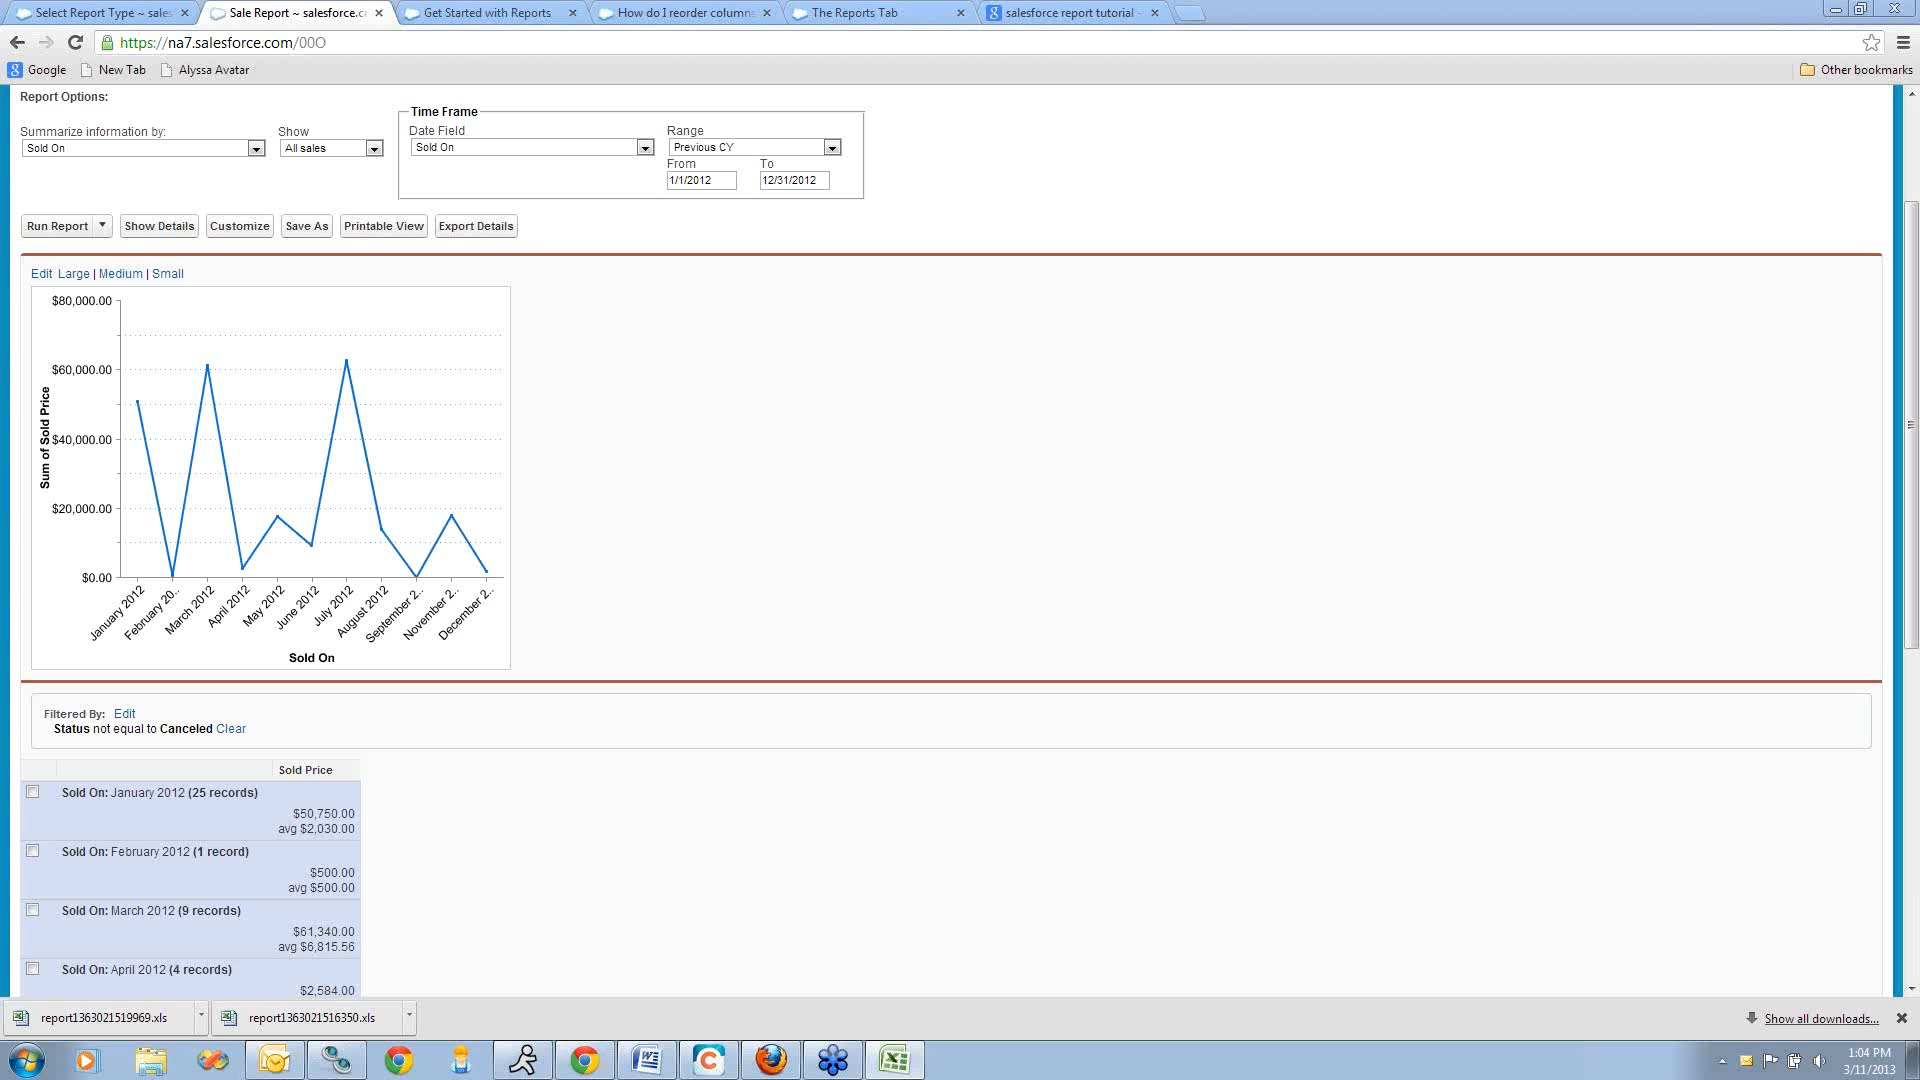 Select Report Type ~ sales
Sale Report ~ salesforce.c
Get Started with Reports
How do I reorder column
The Reports Tab
salesforce report tutorial -
https://na7.salesforce.com/00O
Google
New Tab
Alyssa Avatar
Other bookmarks
Report Options:
Summarize information by:
Sold On
Show
All sales
Time Frame
Date Field
Sold On
Range
Previous CY
From
To
1/1/2012
12/31/2012
Run Report
Show Details
Customize
Save As
Printable View
Export Details
Edit Large | Medium | Small
$80,000.00
$60,000.00
$40,000.00
$20,000.00
$0.00
Sum of Sold Price
January 2012
February 20..
March 2012
April 2012
May 2012
June 2012
July 2012
August 2012
September 2..
November 2..
December 2..
Sold On
Filtered By: Edit
Status not equal to Canceled Clear
Sold Price
Sold On: January 2012 (25 records)
$50,750.00
avg $2,030.00
Sold On: February 2012 (1 record)
$500.00
avg $500.00
Sold On: March 2012 (9 records)
$61,340.00
avg $6,815.56
Sold On: April 2012 (4 records)
$2,584.00
report1363021519969.xls
report1363021516350.xls
Show all downloads...
1:04 PM
3/11/2013